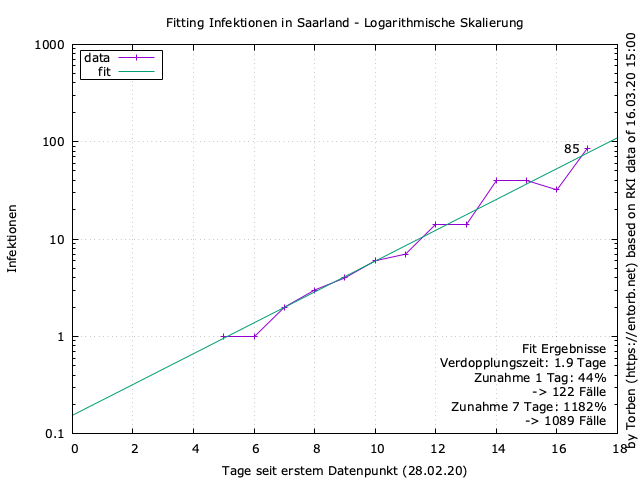 Fitting Infektionen in Saarland - Logarithmische Skalierung
1000
100
10
1
0.1
Infektionen
data
fit
85
Fit Ergebnisse
Verdopplungszeit: 1.9 Tage
Zunahme 1 Tag: 44%
-> 122 Fälle
Zunahme 7 Tage: 1182%
-> 1089 Fälle
0 2 4 6 8 10 12 14 16 18
Tage seit erstem Datenpunkt (28.02.20)
by Torben (https://entorb.net) based on RKI data of 16.03.20 15:00